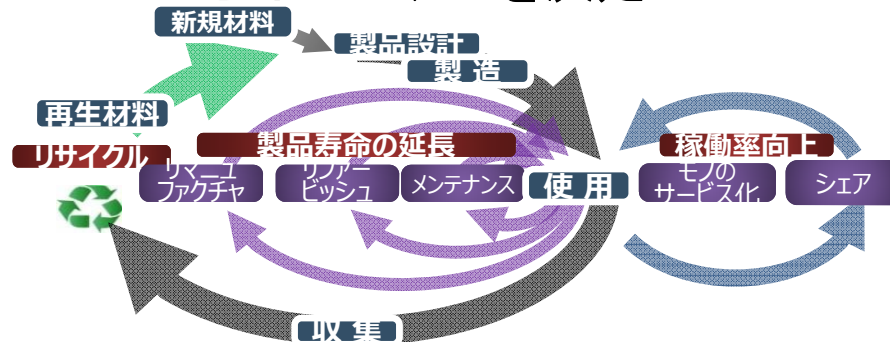 新規材料
製品設計
製 造
再生材料
リサイクル
製品寿命の延長
稼働率向上
リマニュ
ファクチャ
リファー
ビッシュ
メンテナンス
使 用
モノの
サービス化
シェア
収 集